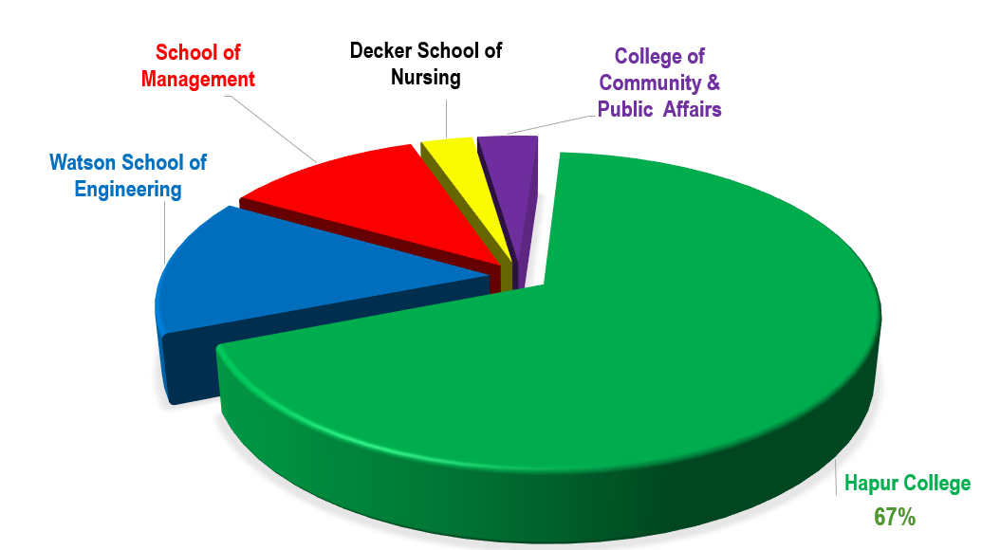 School of
Management
Decker School of
Nursing
College of
Community &
Public Affairs
Watson School of
Engineering
Hapur College
67%